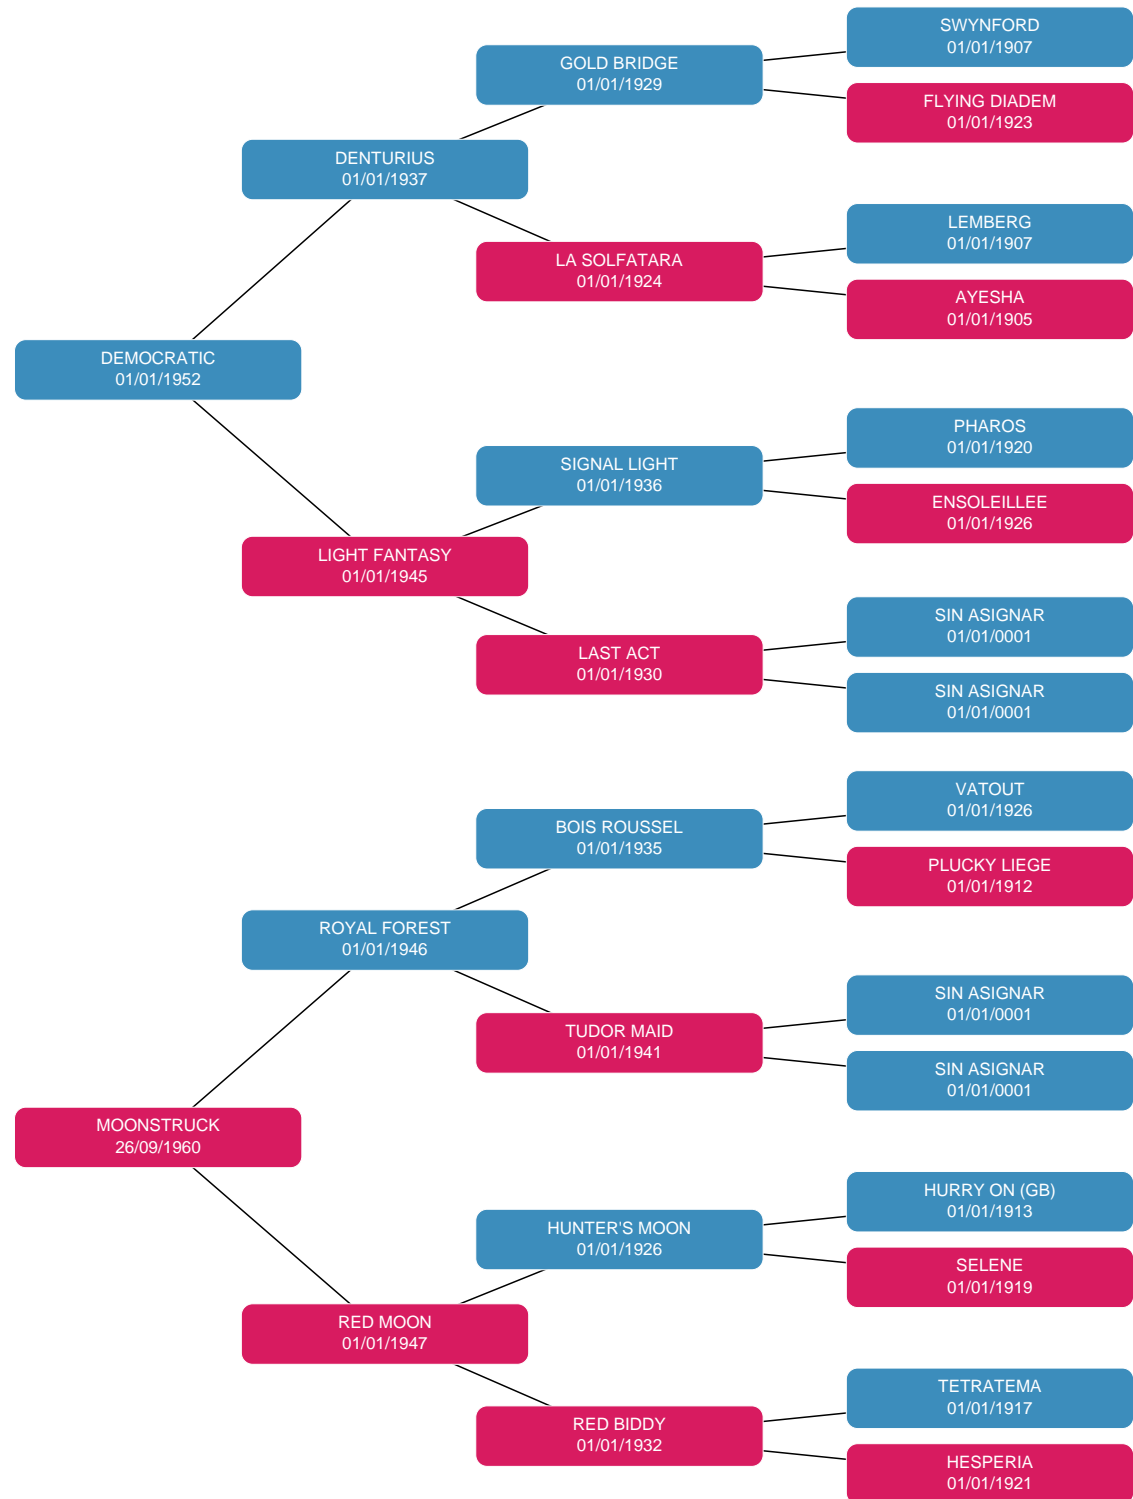 SWYNFORD
01/01/1907
GOLD BRIDGE
01/01/1929
FLYING DIADEM
01/01/1923
DENTURIUS
01/01/1937
LEMBERG
01/01/1907
LA SOLFATARA
01/01/1924
AYESHA
01/01/1905
DEMOCRATIC
01/01/1952
PHAROS
01/01/1920
SIGNAL LIGHT
01/01/1936
ENSOLEILLEE
01/01/1926
LIGHT FANTASY
01/01/1945
SIN ASIGNAR
01/01/0001
LAST ACT
01/01/1930
SIN ASIGNAR
01/01/0001
VATOUT
01/01/1926
BOIS ROUSSEL
01/01/1935
PLUCKY LIEGE
01/01/1912
ROYAL FOREST
01/01/1946
SIN ASIGNAR
01/01/0001
TUDOR MAID
01/01/1941
SIN ASIGNAR
01/01/0001
MOONSTRUCK
26/09/1960
HURRY ON (GB)
01/01/1913
HUNTER'S MOON
01/01/1926
SELENE
01/01/1919
RED MOON
01/01/1947
TETRATEMA
01/01/1917
RED BIDDY
01/01/1932
HESPERIA
01/01/1921